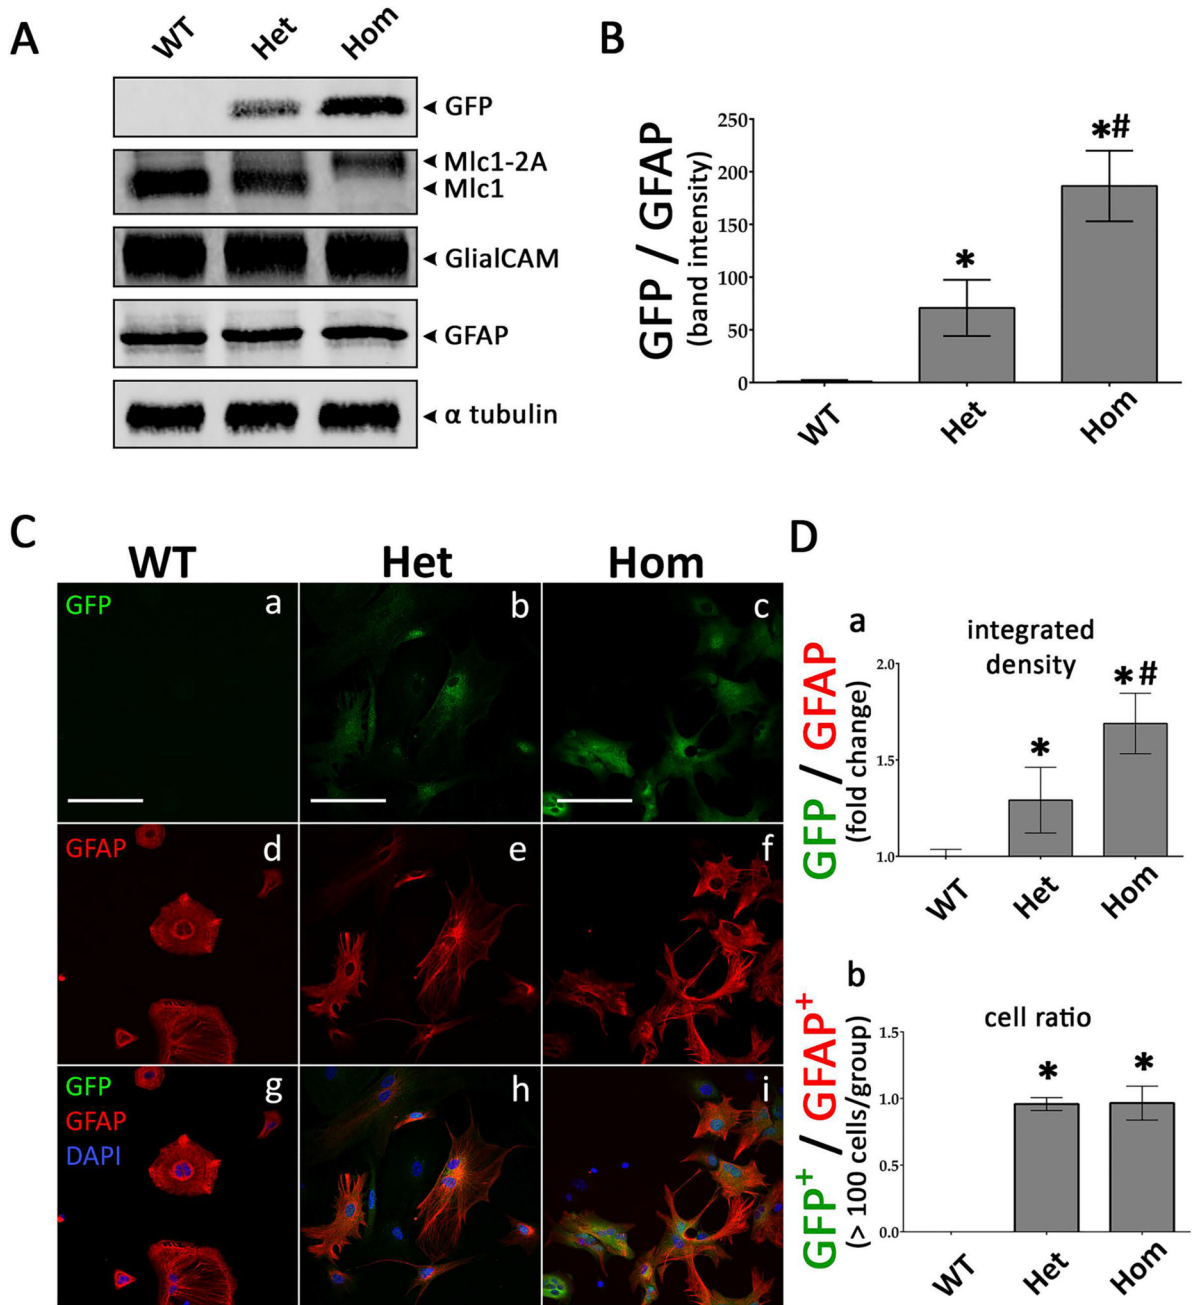 A
WT
Het
Hom
GFP
Mlc1-2A
Mlc1
GlialCAM
GFAP
α tubulin
B
GFP / GFAP
(band intensity)
250
200
150
100
50
0
*
*#
WT
Het
Hom
C
WT
Het
Hom
GFP
a
b
c
GFAP
d
e
f
GFP
GFAP
DAPI
g
h
i
D
a
integrated
density
GFP / GFAP
(fold change)
2.0
1.5
1.0
*
*#
WT
Het
Hom
b
cell ratio
GFP+ / GFAP+
(> 100 cells/group)
1.5
1.0
0.5
0.0
*
*
WT
Het
Hom